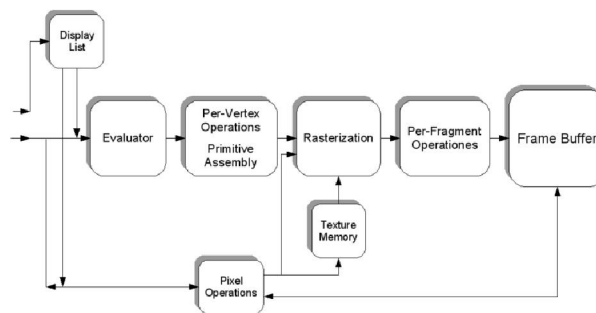 Display
List
Evaluator
Per-Vertex
Operations
Primitive
Assembly
Rasterization
Per-Fragment
Operationes
Frame Buffer
Texture
Memory
Pixel
Operations